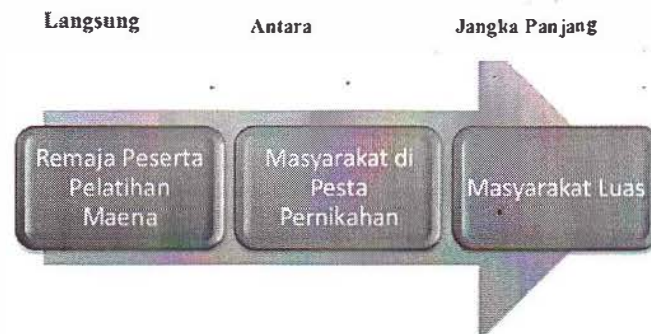 Langsung
Antara
Jangka Panjang
Remaja Peserta
Pelatihan
Maena
Masyarakat di
Pesta
Pernikahan
Masyarakat Luas